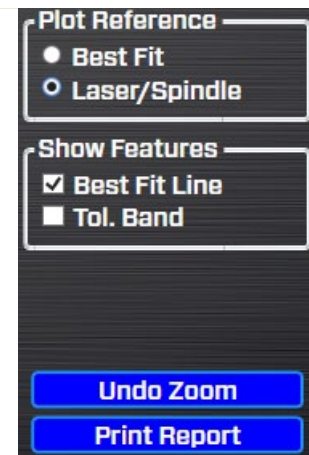 Plot Reference
Best Fit
Laser/Spindle
Show Features
Best Fit Line
Tol. Band
Undo Zoom
Print Report